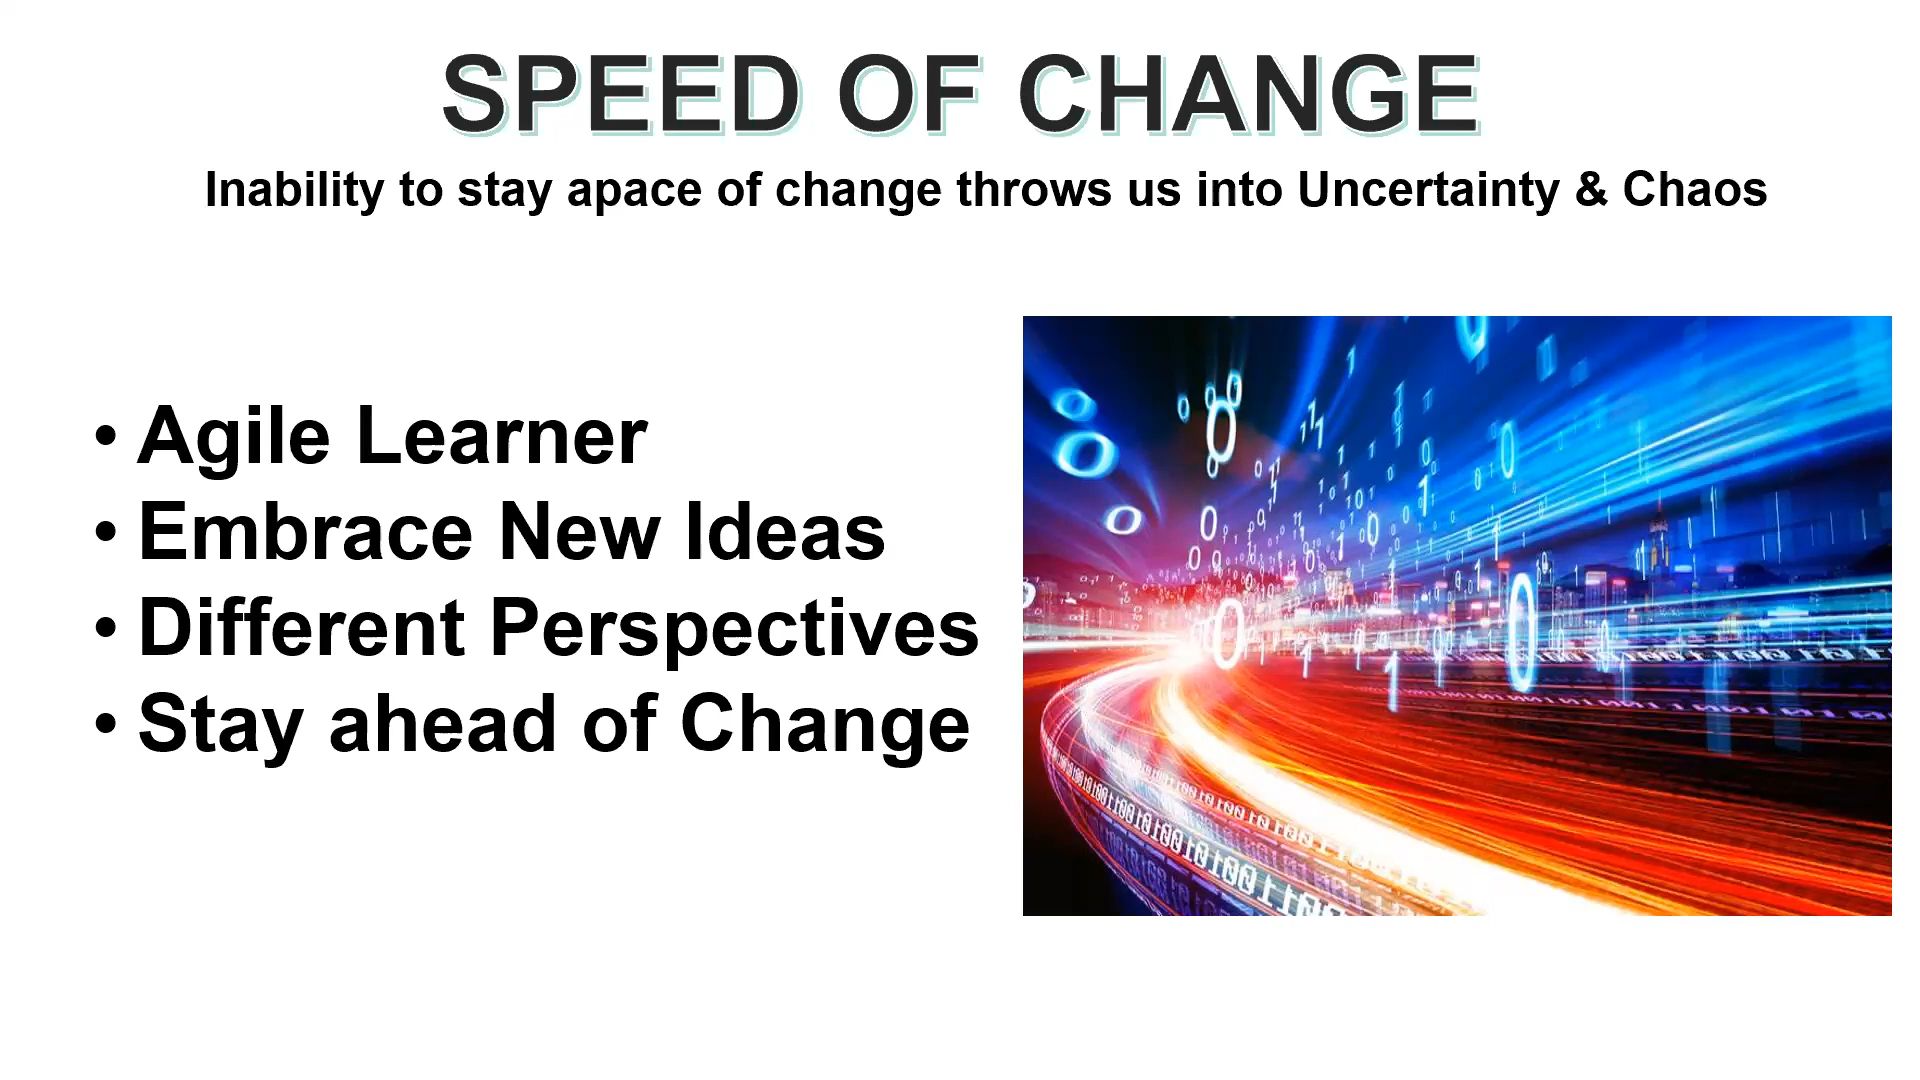 SPEED OF CHANGE
Inability to stay apace of change throws us into Uncertainty & Chaos
• Agile Learner
• Embrace New Ideas
• Different Perspectives
• Stay ahead of Change